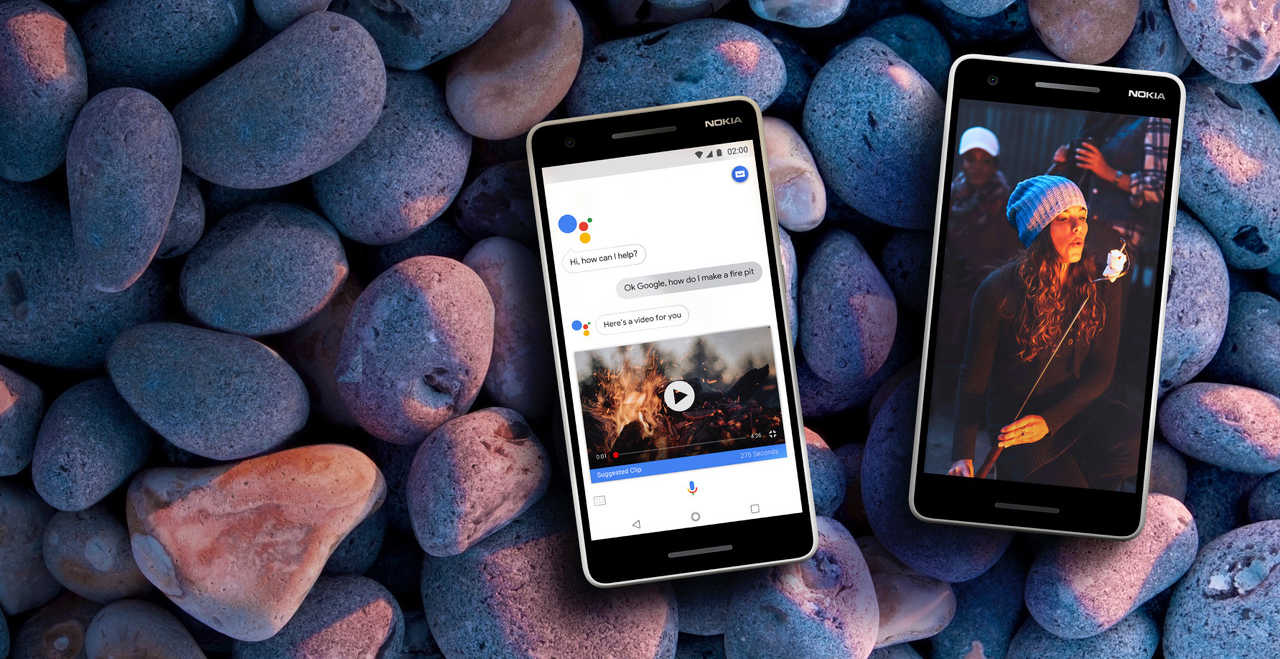 NOKIA
02:00
Hi, how can I help?
Ok Google, how do I make a fire pit
Here's a video for you
0:01
4:36
Suggested Clip
275 Seconds
NOKIA